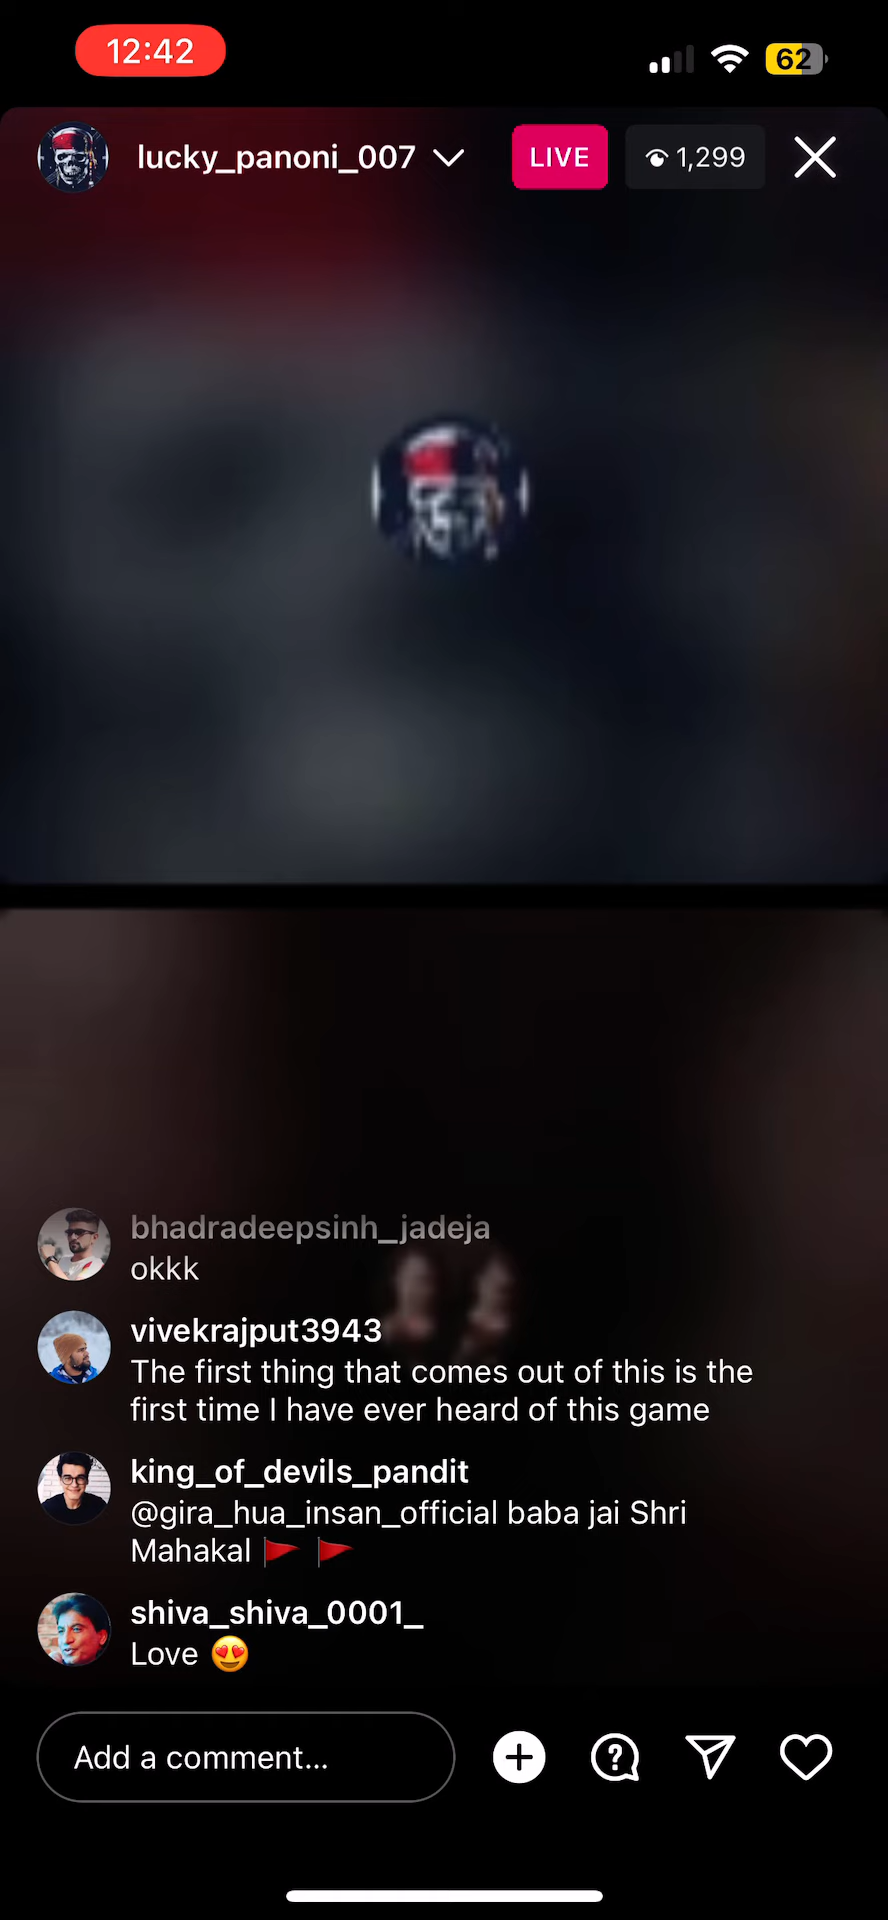 12:42
62
lucky_panoni_007
LIVE
1,299
bhadradeepsinh_jadeja
okkk
vivekrajput3943
The first thing that comes out of this is the
first time I have ever heard of this game
king_of_devils_pandit
@gira_hua_insan_official baba jai Shri
Mahakal 🚩 🚩
shiva_shiva_0001_
Love 😍
Add a comment...